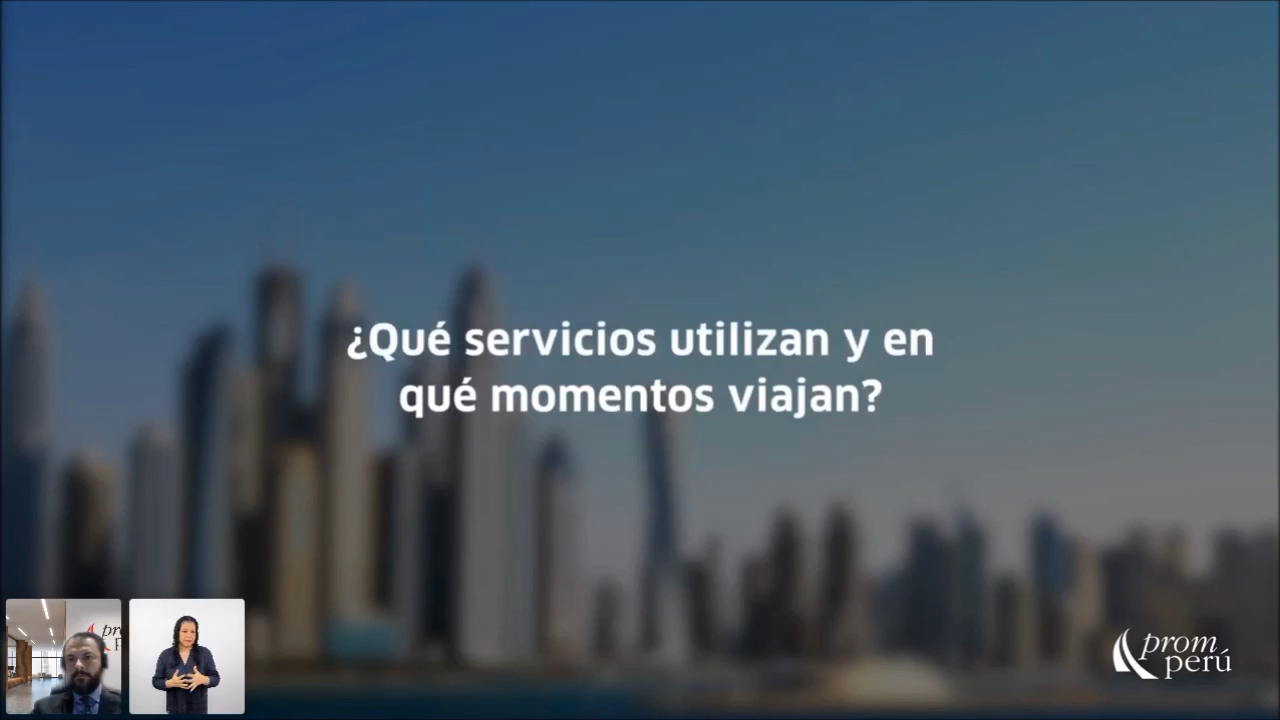 ¿Qué servicios utilizan y en
qué momentos viajan?
prom
perú